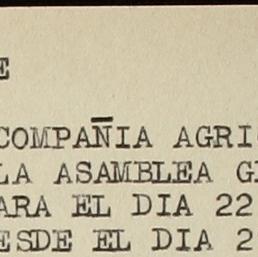 E
COMPAÑIA AGRI
LA ASAMBLEA G
ARA EL DIA 22
ESDE EL DIA 2